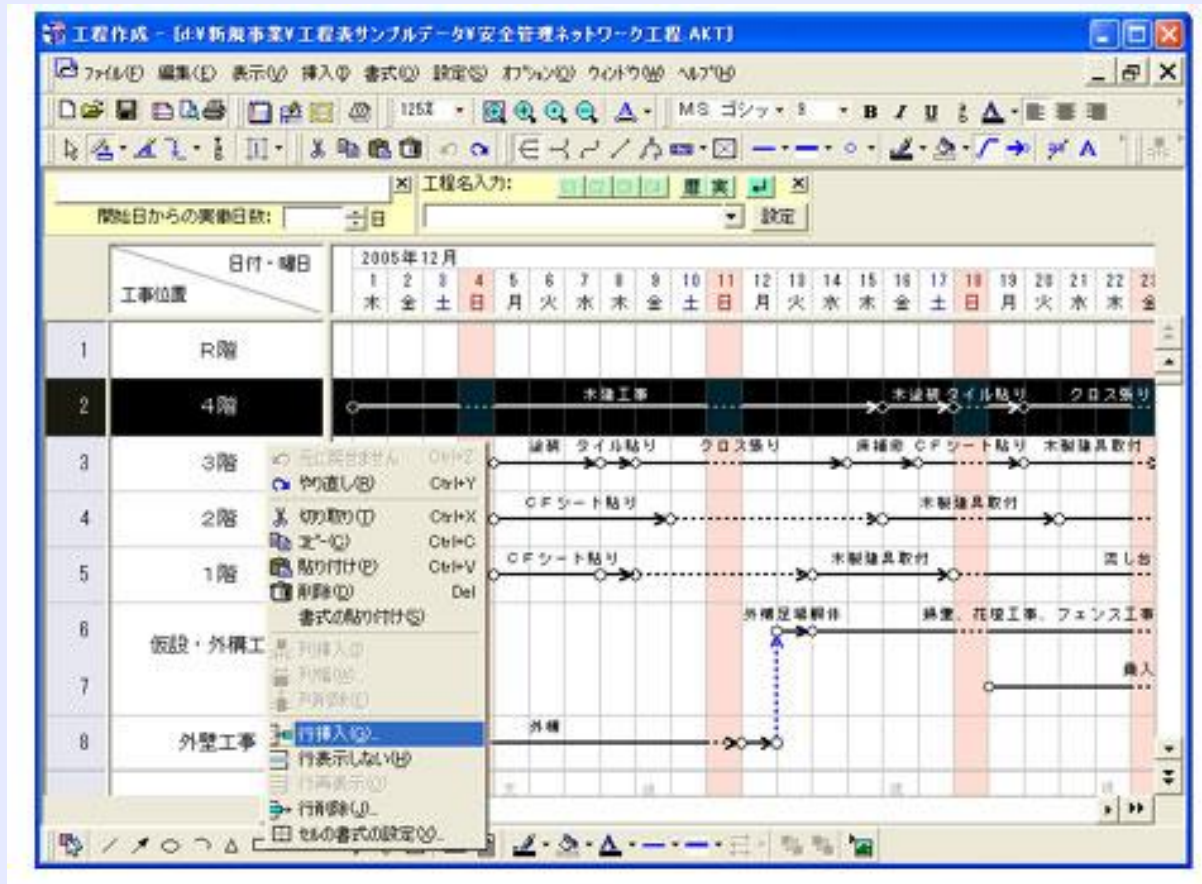 工程作成 - [d:¥新規事業¥工程表サンプルデータ¥安全管理ネットワーク工程.AKT]
ファイル(F) 編集(E) 表示(V) 挿入(I) 書式(O) 設定(S) オプション(O) ウィンドウ(W) ヘルプ(H)
125% MS ゴシック 8 B I U A
工程名入力: 暦 実
開始日からの実働日数: 日 設定
日付・曜日 2005年12月
1 2 3 4 5 6 7 8 9 10 11 12 13 14 15 16 17 18 19 20 21 22 23
工事位置 木 金 土 日 月 火 水 木 金 土 日 月 火 水 木 金 土 日 月 火 水 木 金
1 R階
2 4階 木建工事 木塗装 タイル貼り クロス張り
3 3階 塗装 タイル貼り クロス張り 床補修 CFシート貼り 木製建具取付
4 2階 CFシート貼り 木製建具取付
5 1階 CFシート貼り 木製建具取付 流し台
6 仮設・外構工 外構足場解体 花壇工事、フェンス工事
7 乗入
8 外壁工事 外構
元に戻せません Ctrl+Z
やり直し(R) Ctrl+Y
切り取り(T) Ctrl+X
コピー(C) Ctrl+C
貼り付け(P) Ctrl+V
削除(D) Del
書式の貼り付け(S)
列挿入(I)
列幅(W)...
列削除(E)
行挿入(G)...
行表示しない(H)
行再表示(O)
行削除(J)...
セルの書式の設定(V)...